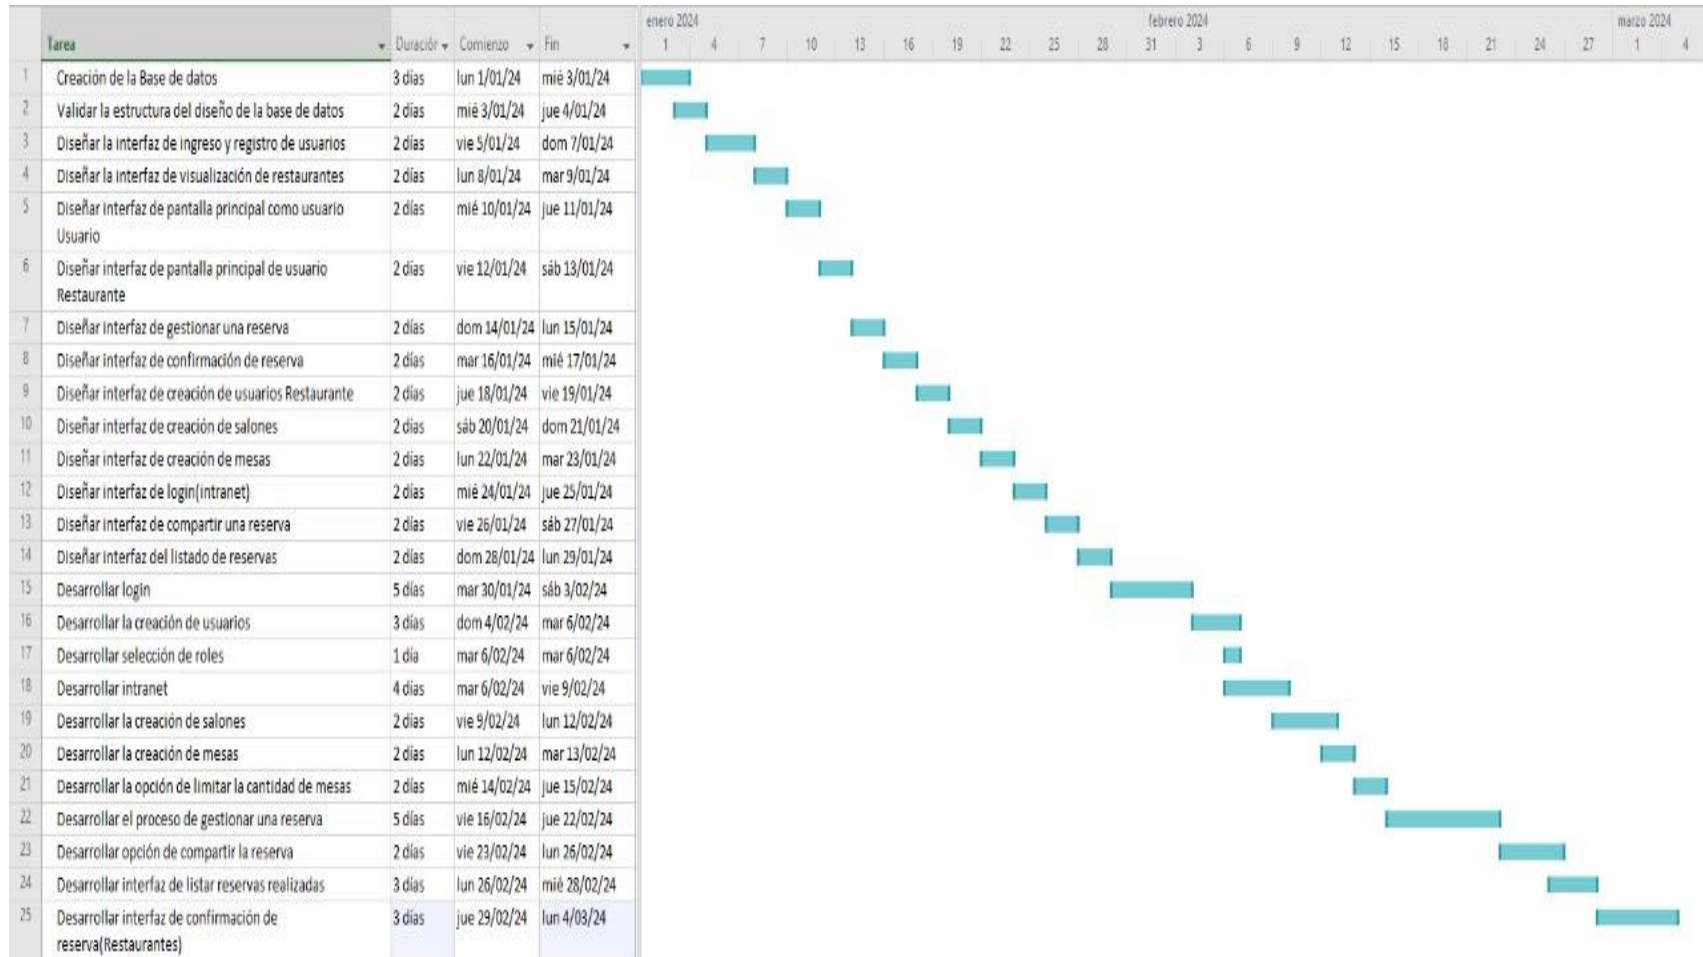 enero 2024 febrero 2024 marzo 2024
Tarea Duración Comienzo Fin 1 4 7 10 13 16 19 22 25 28 31 3 6 9 12 15 18 21 24 27 1 4
1 Creación de la Base de datos 3 días lun 1/01/24 mié 3/01/24
2 Validar la estructura del diseño de la base de datos 2 días mié 3/01/24 jue 4/01/24
3 Diseñar la interfaz de ingreso y registro de usuarios 2 días vie 5/01/24 dom 7/01/24
4 Diseñar la interfaz de visualización de restaurantes 2 días lun 8/01/24 mar 9/01/24
5 Diseñar interfaz de pantalla principal como usuario 2 días mié 10/01/24 jue 11/01/24
Usuario
6 Diseñar interfaz de pantalla principal de usuario 2 días vie 12/01/24 sáb 13/01/24
Restaurante
7 Diseñar interfaz de gestionar una reserva 2 días dom 14/01/24 lun 15/01/24
8 Diseñar interfaz de confirmación de reserva 2 días mar 16/01/24 mié 17/01/24
9 Diseñar interfaz de creación de usuarios Restaurante 2 días jue 18/01/24 vie 19/01/24
10 Diseñar interfaz de creación de salones 2 días sáb 20/01/24 dom 21/01/24
11 Diseñar interfaz de creación de mesas 2 días lun 22/01/24 mar 23/01/24
12 Diseñar interfaz de login(intranet) 2 días mié 24/01/24 jue 25/01/24
13 Diseñar interfaz de compartir una reserva 2 días vie 26/01/24 sáb 27/01/24
14 Diseñar interfaz del listado de reservas 2 días dom 28/01/24 lun 29/01/24
15 Desarrollar login 5 días mar 30/01/24 sáb 3/02/24
16 Desarrollar la creación de usuarios 3 días dom 4/02/24 mar 6/02/24
17 Desarrollar selección de roles 1 día mar 6/02/24 mar 6/02/24
18 Desarrollar intranet 4 días mar 6/02/24 vie 9/02/24
19 Desarrollar la creación de salones 2 días vie 9/02/24 lun 12/02/24
20 Desarrollar la creación de mesas 2 días lun 12/02/24 mar 13/02/24
21 Desarrollar la opción de limitar la cantidad de mesas 2 días mié 14/02/24 jue 15/02/24
22 Desarrollar el proceso de gestionar una reserva 5 días vie 16/02/24 jue 22/02/24
23 Desarrollar opción de compartir la reserva 2 días vie 23/02/24 lun 26/02/24
24 Desarrollar interfaz de listar reservas realizadas 3 días lun 26/02/24 mié 28/02/24
25 Desarrollar interfaz de confirmación de 3 días jue 29/02/24 lun 4/03/24
reserva(Restaurantes)